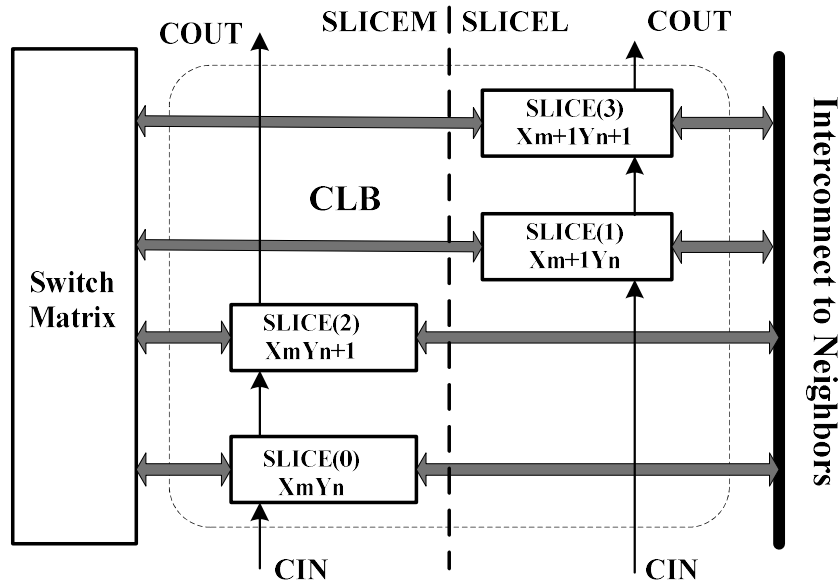 COUT
SLICEM
SLICEL
COUT
SLICE(3)
Xm+1Yn+1
CLB
SLICE(1)
Xm+1Yn
Switch
Matrix
SLICE(2)
XmYn+1
SLICE(0)
XmYn
CIN
CIN
Interconnect to Neighbors